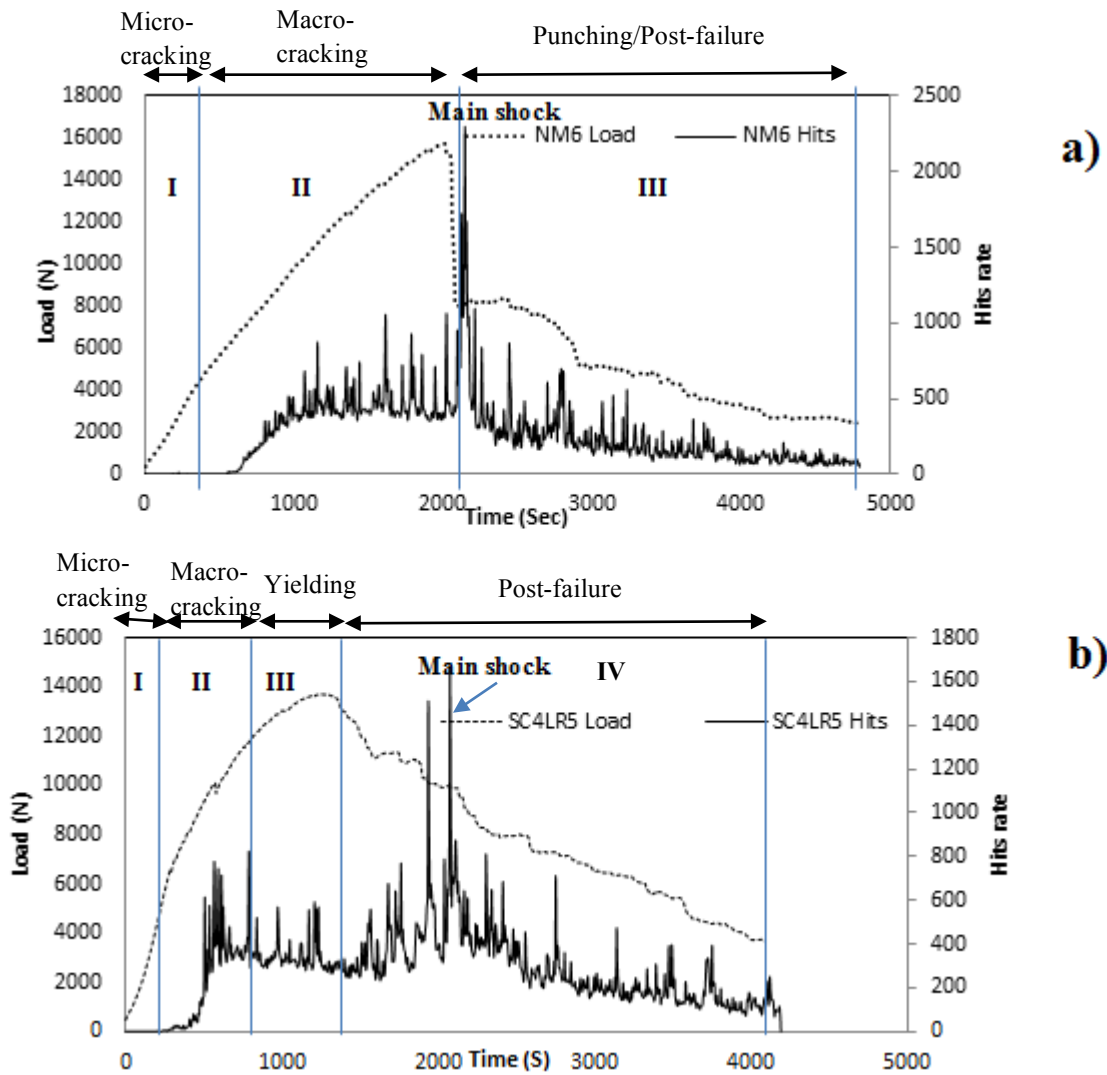 Micro-
cracking
Macro-
cracking
Punching/Post-failure
18000
16000
14000
12000
10000
8000
6000
4000
2000
0
Load (N)
I
II
III
Main shock
NM6 Load
NM6 Hits
2500
2000
1500
1000
500
0
Hits rate
0
1000
2000
3000
4000
5000
Time (Sec)
a)
Micro-
cracking
Macro-
cracking
Yielding
Post-failure
16000
14000
12000
10000
8000
6000
4000
2000
0
Load (N)
I
II
III
IV
Main shock
SC4LR5 Load
SC4LR5 Hits
1800
1600
1400
1200
1000
800
600
400
200
0
Hits rate
0
1000
2000
3000
4000
5000
Time (S)
b)